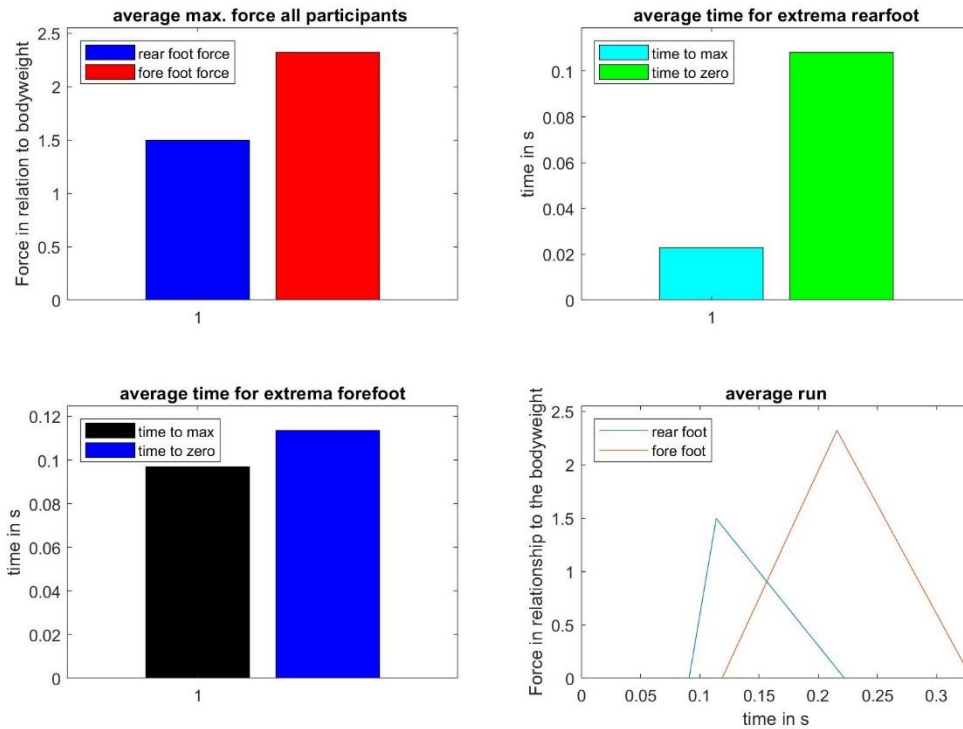 average max. force all participants
Force in relation to bodyweight
2.5
2
1.5
1
0.5
0
rear foot force
fore foot force
1
average time for extrema rearfoot
time in s
0.1
0.08
0.06
0.04
0.02
0
time to max
time to zero
1
average time for extrema forefoot
time in s
0.12
0.1
0.08
0.06
0.04
0.02
0
time to max
time to zero
1
average run
Force in relationship to the bodyweight
2.5
2
1.5
1
0.5
0
rear foot
fore foot
0 0.05 0.1 0.15 0.2 0.25 0.3
time in s